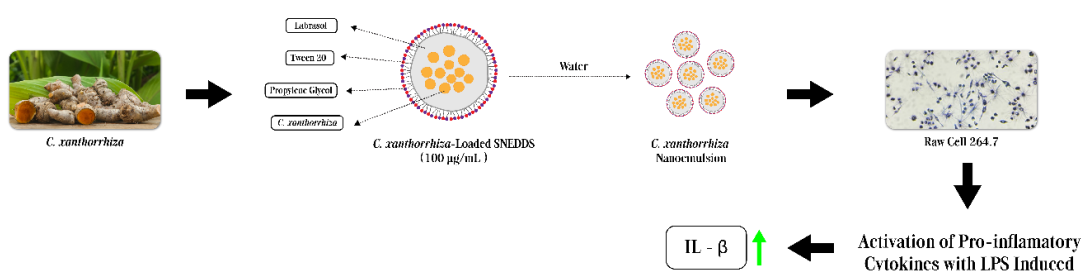 Labrasol
Tween 20
Propylene Glycol
C. xanthorrhiza
C. xanthorrhiza
C. xanthorrhiza-Loaded SNEDDS
(100 µg/mL )
Water
C. xanthorrhiza
Nanoemulsion
Raw Cell 264.7
Activation of Pro-inflamatory
Cytokines with LPS Induced
IL - β